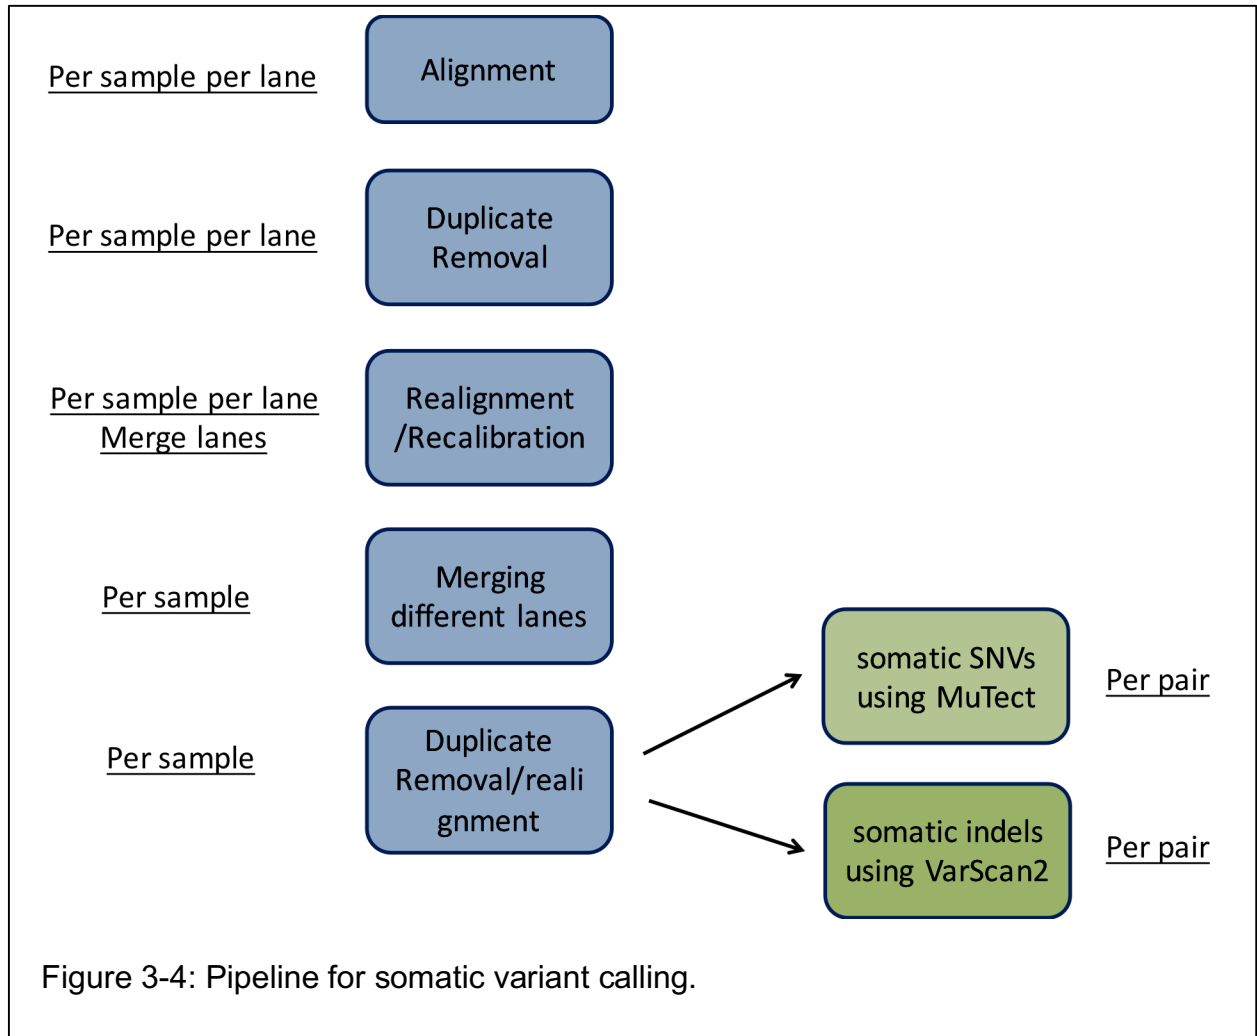 Per sample per lane
Alignment
Per sample per lane
Duplicate
Removal
Per sample per lane
Merge lanes
Realignment
/Recalibration
Per sample
Merging
different lanes
Per sample
Duplicate
Removal/reali
gnment
somatic SNVs
using MuTect
Per pair
somatic indels
using VarScan2
Per pair
Figure 3-4: Pipeline for somatic variant calling.